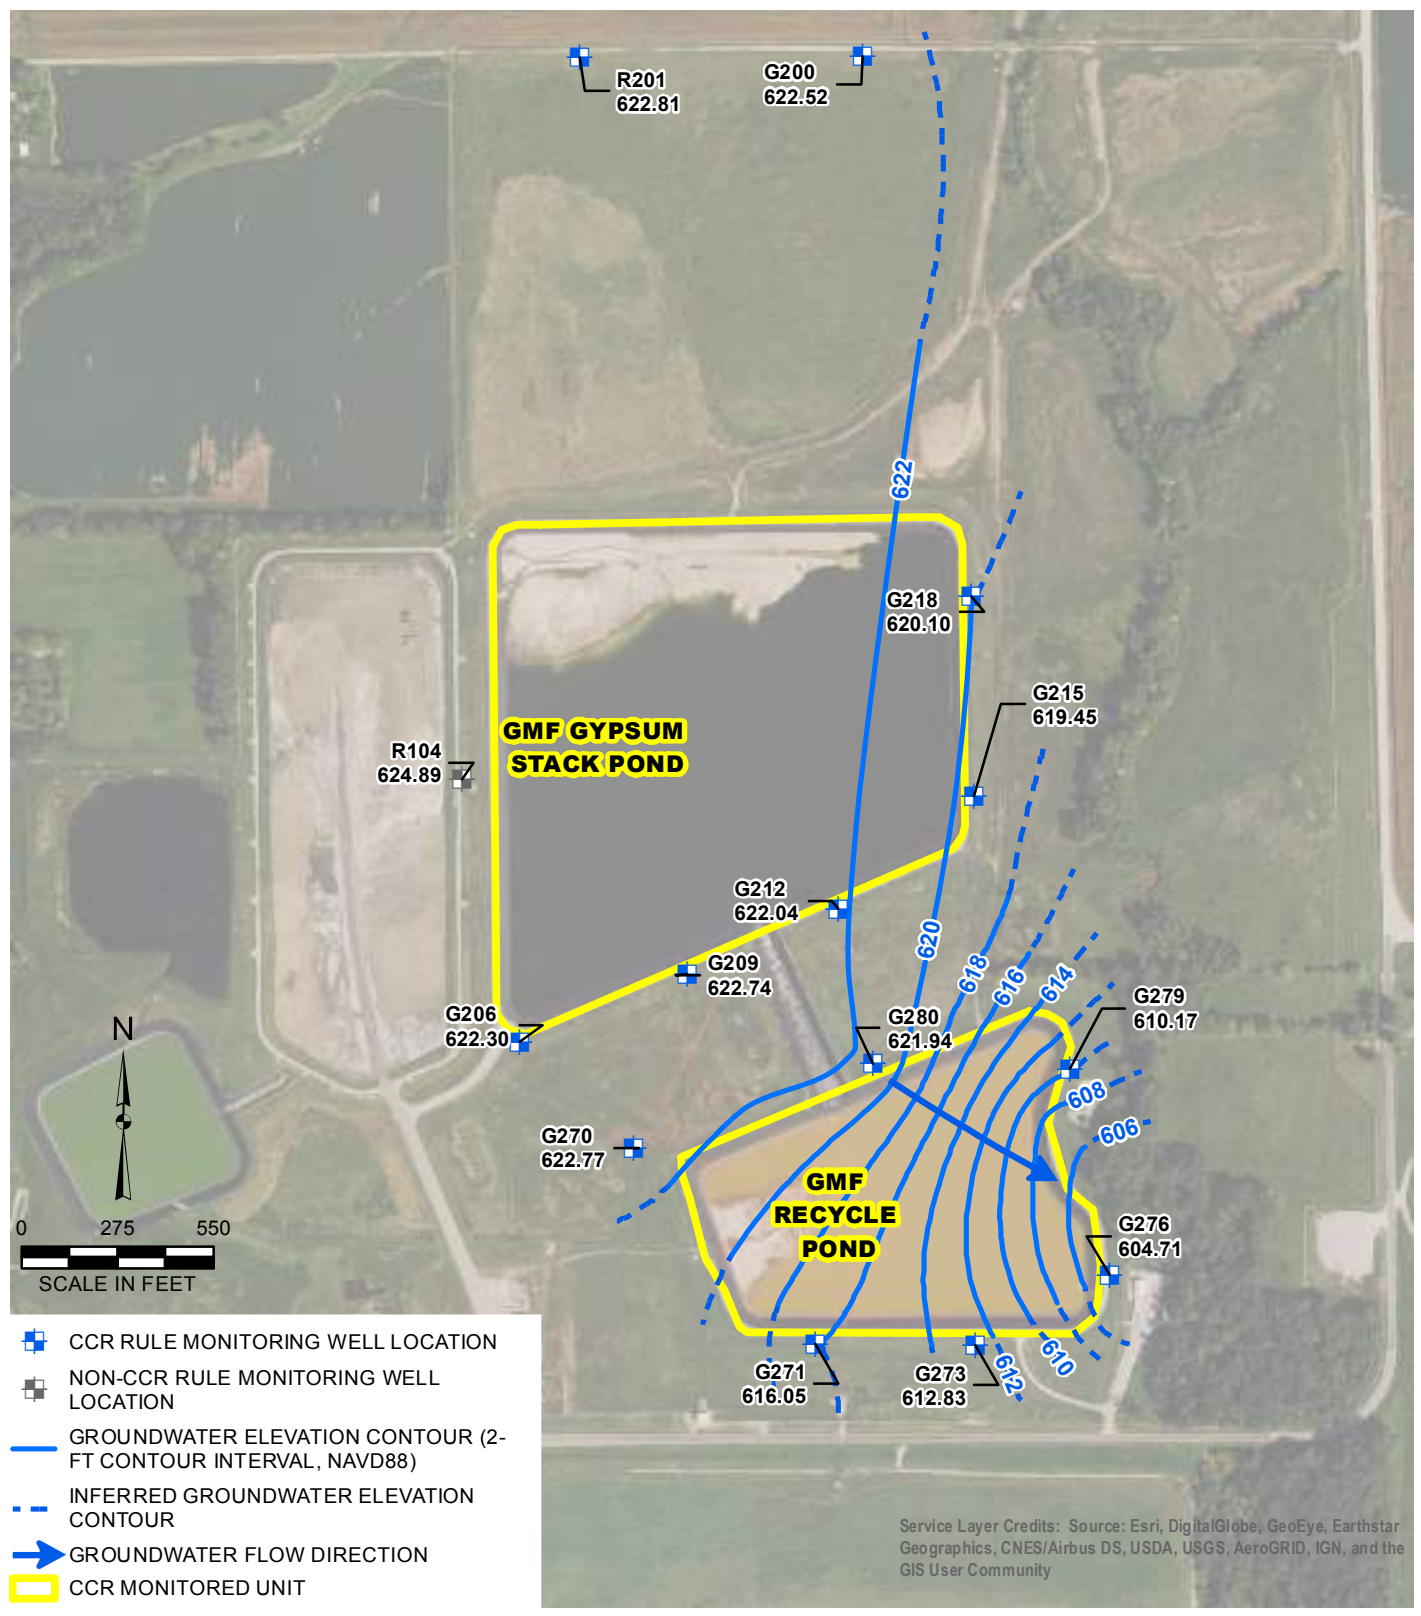 R201
622.81
G200
622.52
622
G218
620.10
G215
619.45
GMF GYPSUM
STACK POND
R104
624.89
G212
622.04
620
618
616
614
G209
622.74
G206
622.30
G280
621.94
G279
610.17
608
606
N
G270
622.77
0 275 550
SCALE IN FEET
GMF
RECYCLE
POND
G276
604.71
G271
616.05
G273
612.83
612
610
CCR RULE MONITORING WELL LOCATION
NON-CCR RULE MONITORING WELL
LOCATION
GROUNDWATER ELEVATION CONTOUR (2-
FT CONTOUR INTERVAL, NAVD88)
INFERRED GROUNDWATER ELEVATION
CONTOUR
GROUNDWATER FLOW DIRECTION
CCR MONITORED UNIT
Service Layer Credits: Source: Esri, DigitalGlobe, GeoEye, Earthstar
Geographics, CNES/Airbus DS, USDA, USGS, AeroGRID, IGN, and the
GIS User Community